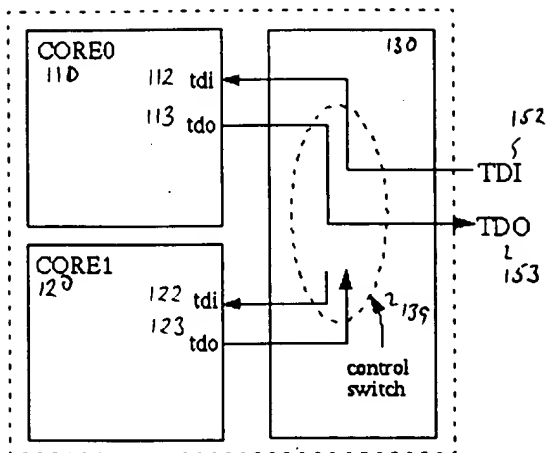 CORE0
110
112 tdi
113 tdo
130
152
TDI
TDO
153
CORE1
120
122 tdi
123 tdo
139
control
switch